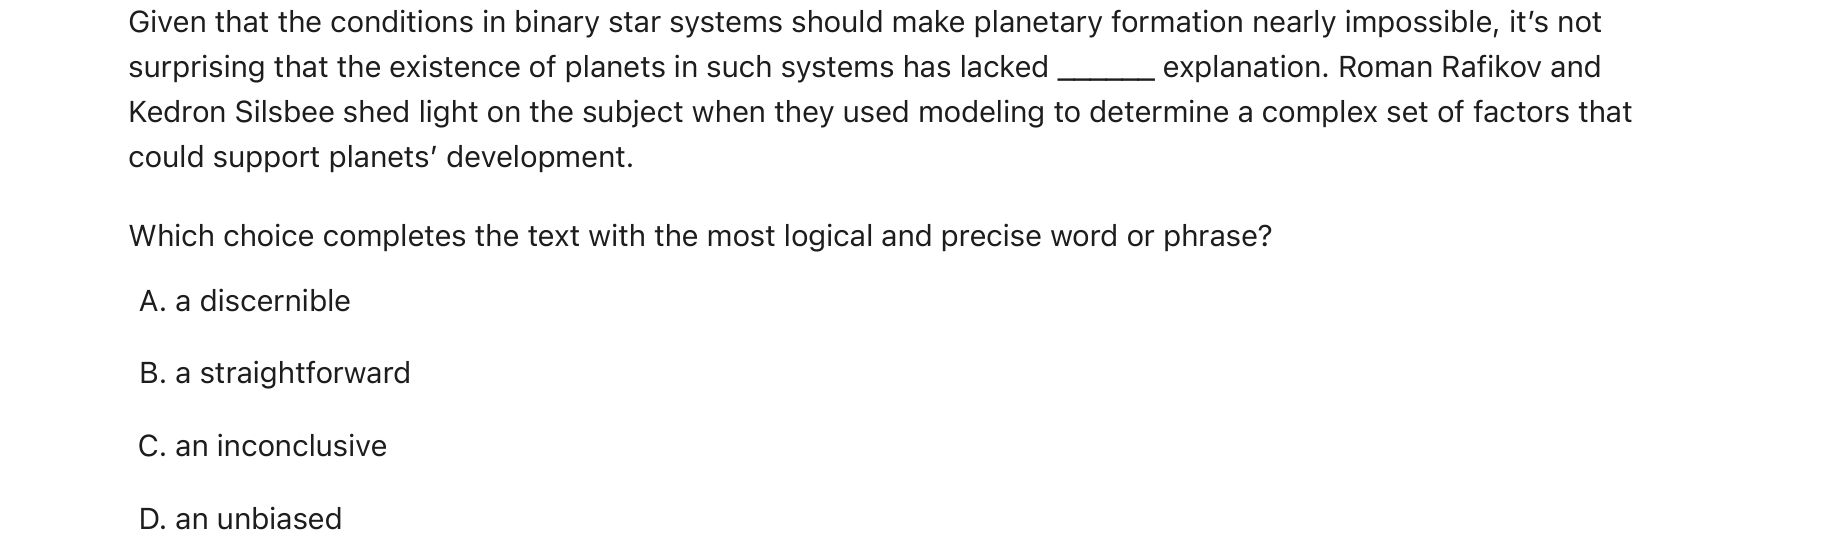 Given that the conditions in binary star systems should make planetary formation nearly impossible, it’s not
surprising that the existence of planets in such systems has lacked ______ explanation. Roman Rafikov and
Kedron Silsbee shed light on the subject when they used modeling to determine a complex set of factors that
could support planets’ development.
Which choice completes the text with the most logical and precise word or phrase?
A. a discernible
B. a straightforward
C. an inconclusive
D. an unbiased